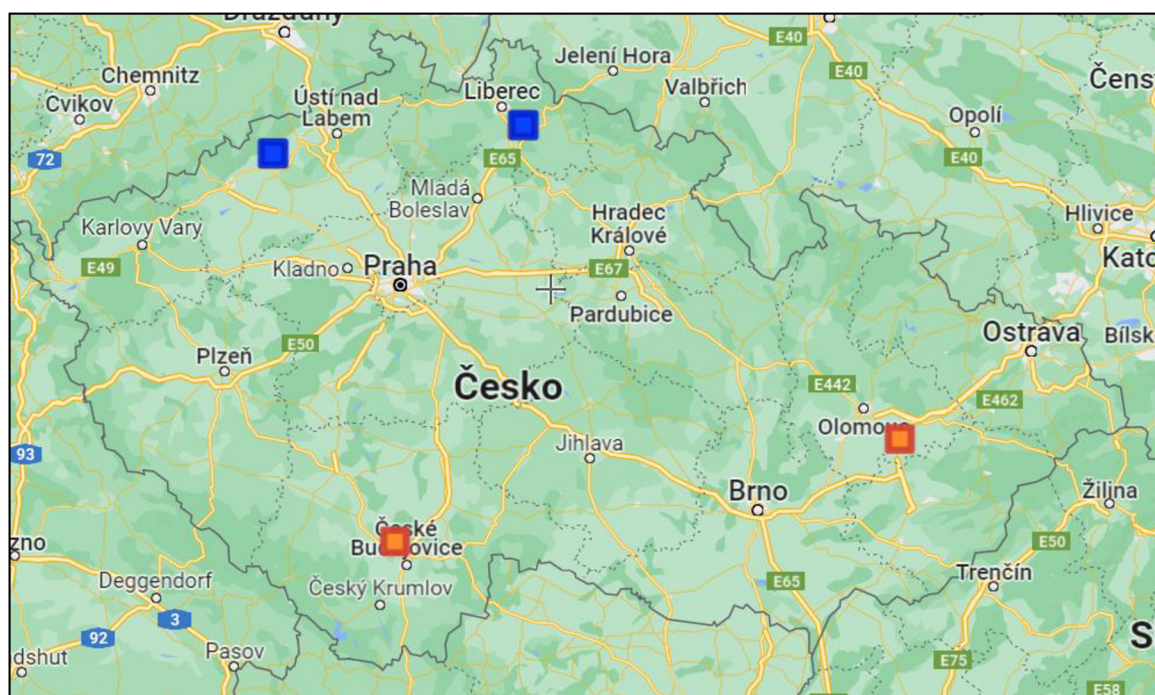 Drážďany
E40
Jelení Hora
E40
Chemnitz
Liberec
Valbřich
Čens
Cvikov
Ústí nad
Labem
Opolí
72
E65
E40
Mladá
Boleslav
Karlovy Vary
Hradec
Králové
Hlivice
E49
Kladno
Praha
E67
Kato
Pardubice
Ostrava
Bílsk
Plzeň
E50
Česko
E442
E462
Olomouc
93
Jihlava
Brno
Žilina
České
Budějovice
zno
E50
Deggendorf
Český Krumlov
E65
Trenčín
3
92
Pasov
S
dshut
E75
E58